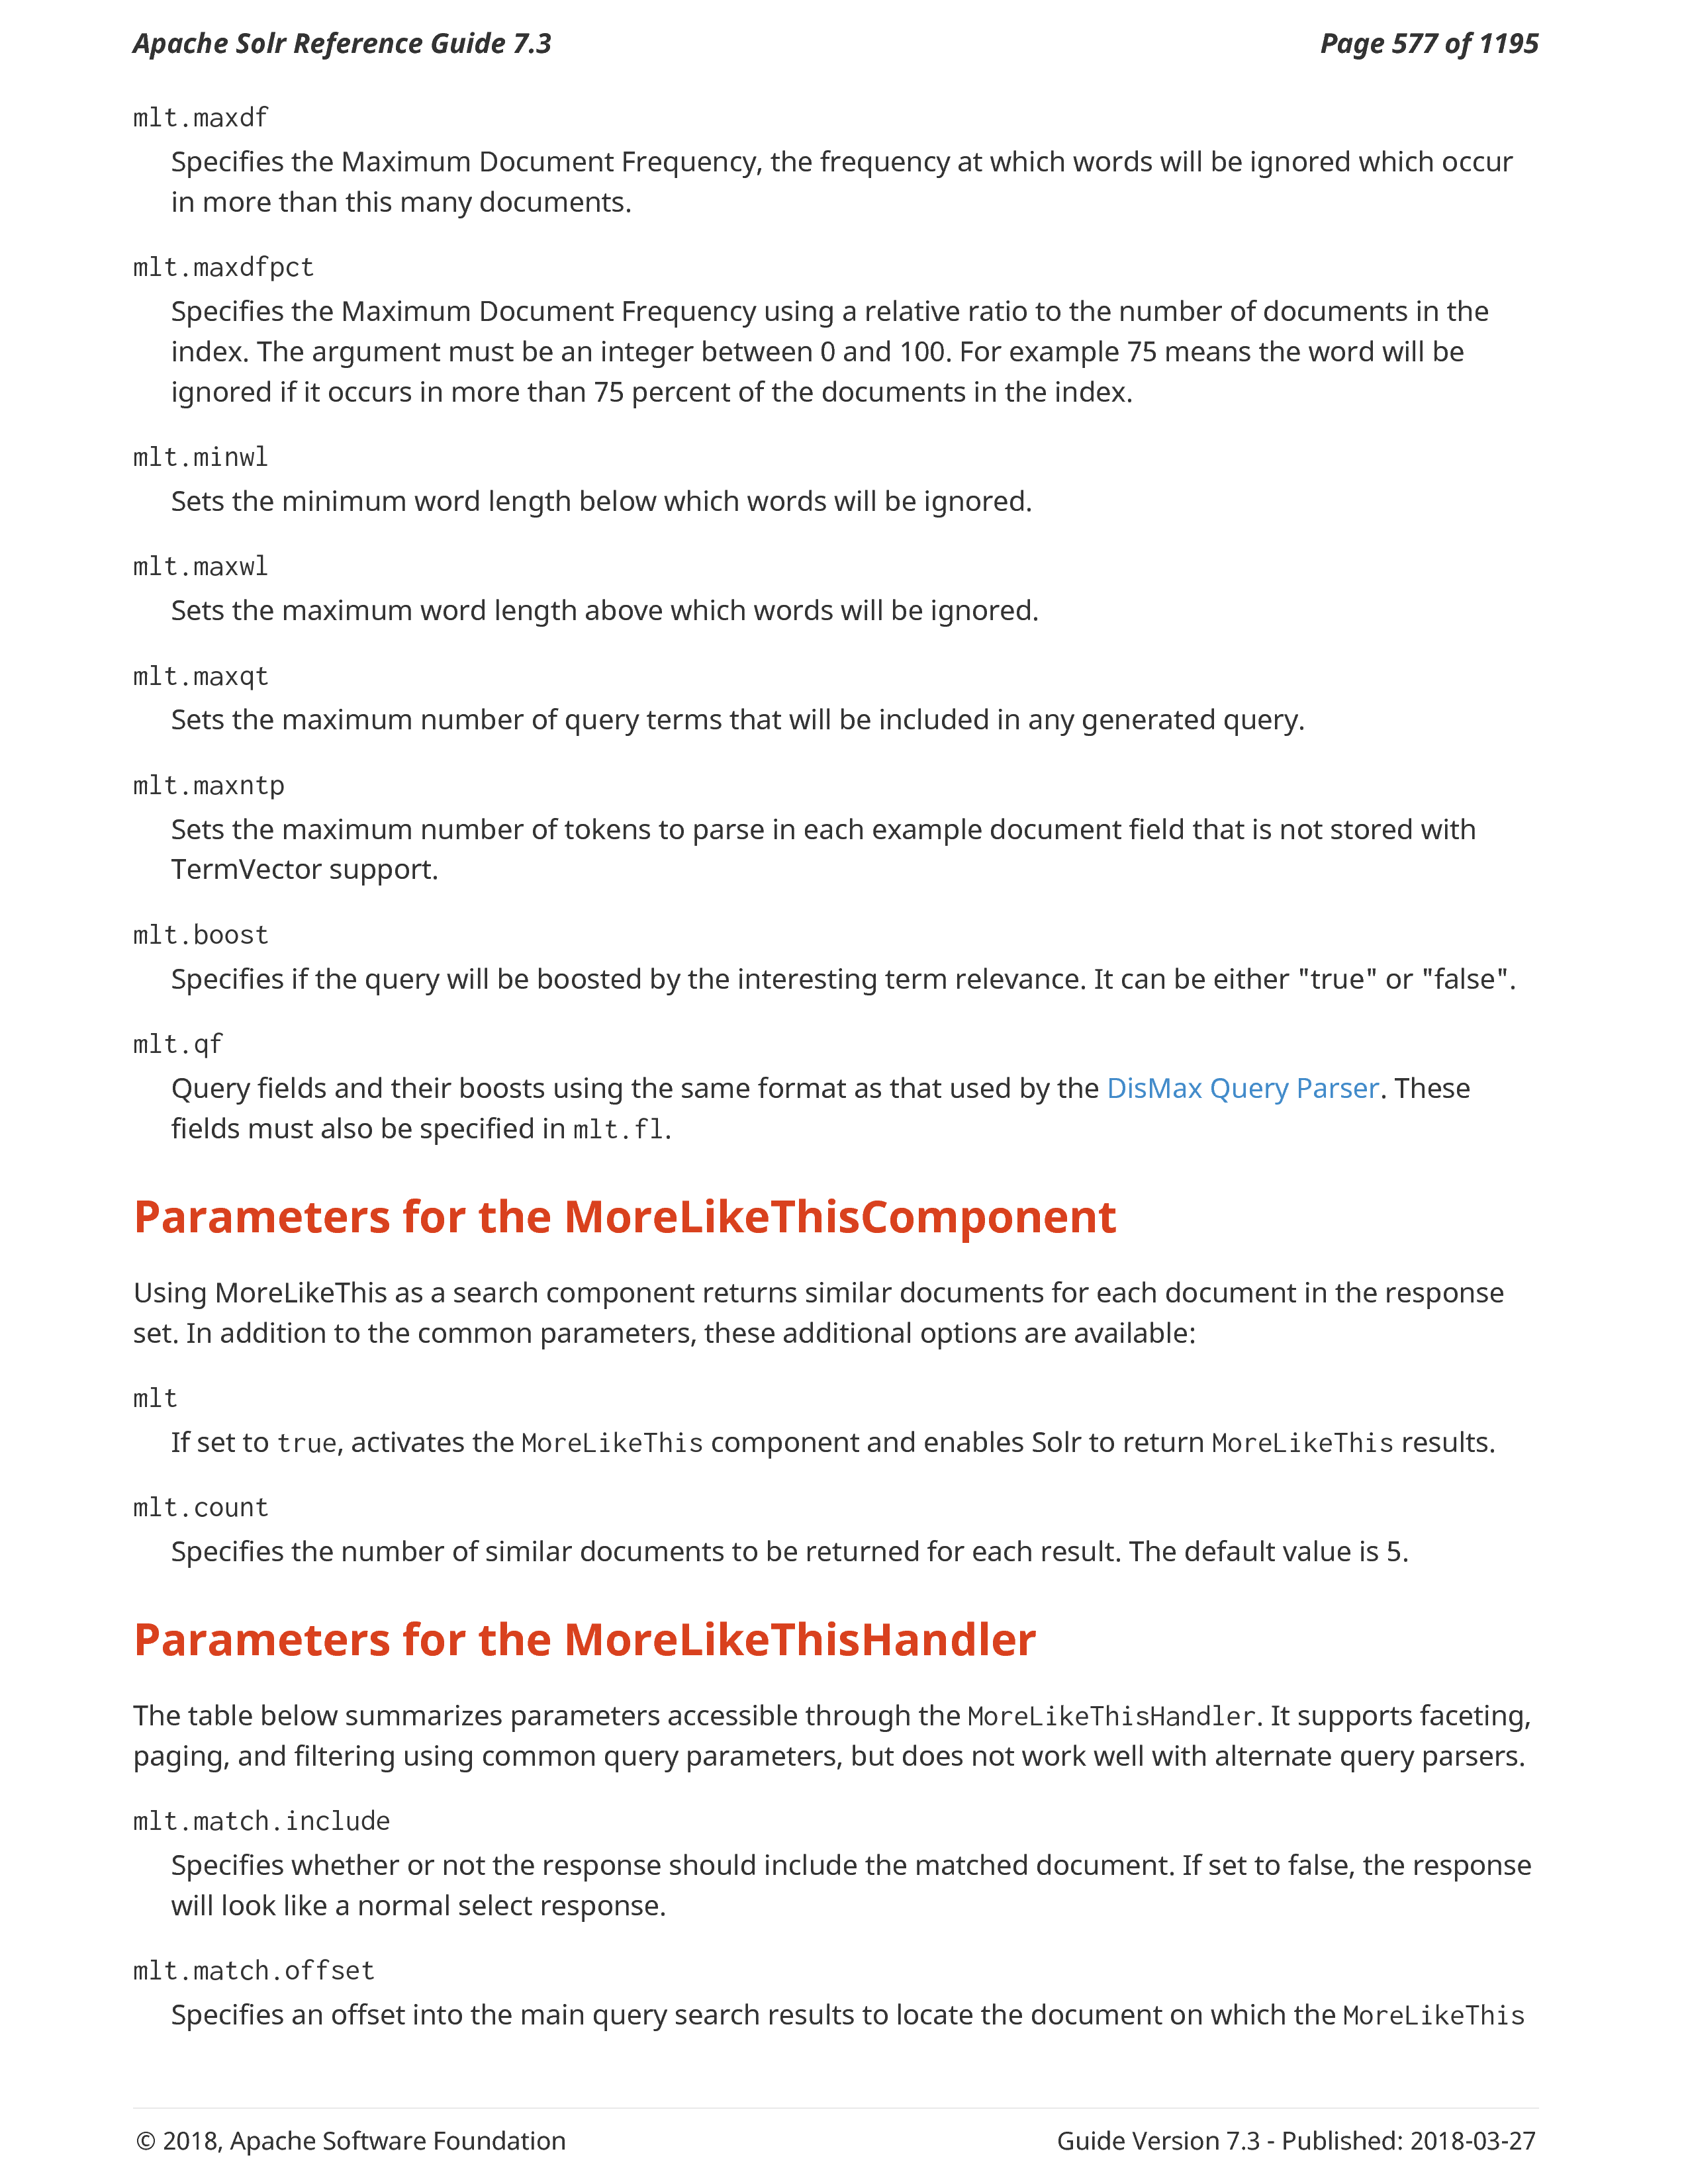 Apache Solr Reference Guide 7.3
Page 577 of 1195
mlt.maxdf
Specifies the Maximum Document Frequency, the frequency at which words will be ignored which occur
in more than this many documents.
mlt.maxdfpct
Specifies the Maximum Document Frequency using a relative ratio to the number of documents in the
index. The argument must be an integer between 0 and 100. For example 75 means the word will be
ignored if it occurs in more than 75 percent of the documents in the index.
mlt.minwl
Sets the minimum word length below which words will be ignored.
mlt.maxwl
Sets the maximum word length above which words will be ignored.
mlt.maxqt
Sets the maximum number of query terms that will be included in any generated query.
mlt.maxntp
Sets the maximum number of tokens to parse in each example document field that is not stored with
TermVector support.
mlt.boost
Specifies if the query will be boosted by the interesting term relevance. It can be either "true" or "false".
mlt.qf
Query fields and their boosts using the same format as that used by the DisMax Query Parser. These
fields must also be specified in mlt.fl.
Parameters for the MoreLikeThisComponent
Using MoreLikeThis as a search component returns similar documents for each document in the response
set. In addition to the common parameters, these additional options are available:
mlt
If set to true, activates the MoreLikeThis component and enables Solr to return MoreLikeThis results.
mlt.count
Specifies the number of similar documents to be returned for each result. The default value is 5.
Parameters for the MoreLikeThisHandler
The table below summarizes parameters accessible through the MoreLikeThisHandler. It supports faceting,
paging, and filtering using common query parameters, but does not work well with alternate query parsers.
mlt.match.include
Specifies whether or not the response should include the matched document. If set to false, the response
will look like a normal select response.
mlt.match.offset
Specifies an offset into the main query search results to locate the document on which the MoreLikeThis
© 2018, Apache Software Foundation
Guide Version 7.3 - Published: 2018-03-27